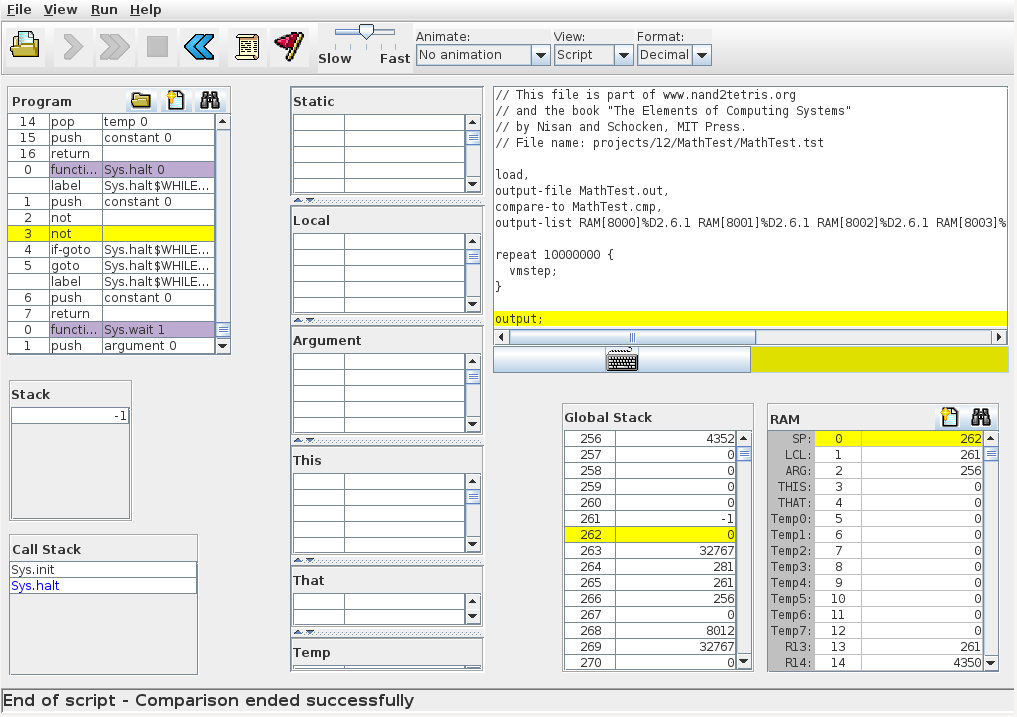 File View Run Help
Slow Fast
Animate: View: Format:
No animation Script Decimal
Program
14 pop temp 0
15 push constant 0
16 return
0 functi... Sys.halt 0
label Sys.halt$WHILE...
1 push constant 0
2 not
3 not
4 if-goto Sys.halt$WHILE...
5 goto Sys.halt$WHILE...
label Sys.halt$WHILE...
6 push constant 0
7 return
0 functi... Sys.wait 1
1 push argument 0
Stack
-1
Call Stack
Sys.init
Sys.halt
Static
Local
Argument
This
That
Temp
// This file is part of www.nand2tetris.org
// and the book "The Elements of Computing Systems"
// by Nisan and Schocken, MIT Press.
// File name: projects/12/MathTest/MathTest.tst
load,
output-file MathTest.out,
compare-to MathTest.cmp,
output-list RAM[8000]%D2.6.1 RAM[8001]%D2.6.1 RAM[8002]%D2.6.1 RAM[8003]%
repeat 10000000 {
vmstep;
}
output;
Global Stack
256 4352
257 0
258 0
259 0
260 0
261 -1
262 0
263 32767
264 281
265 261
266 256
267 0
268 8012
269 32767
270 0
RAM
SP: 0 262
LCL: 1 261
ARG: 2 256
THIS: 3 0
THAT: 4 0
Temp0: 5 0
Temp1: 6 0
Temp2: 7 0
Temp3: 8 0
Temp4: 9 0
Temp5: 10 0
Temp6: 11 0
Temp7: 12 0
R13: 13 261
R14: 14 4350
End of script - Comparison ended successfully